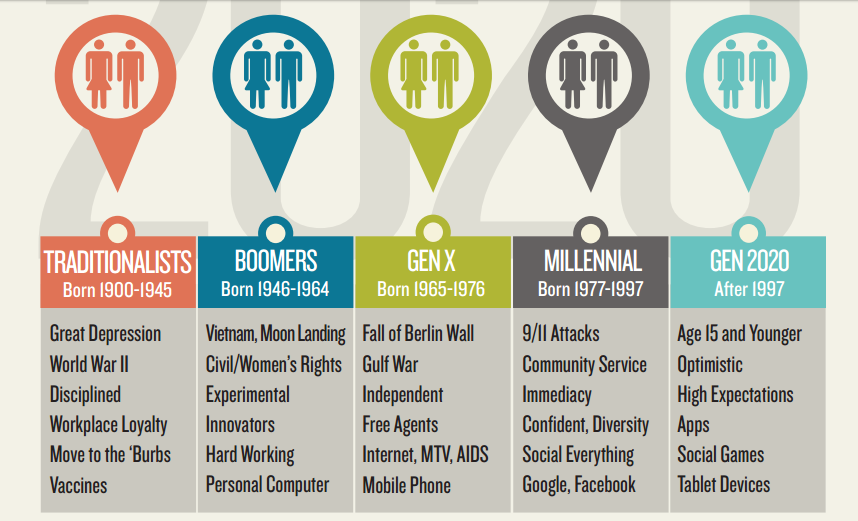 2020
TRADITIONALISTS
Born 1900-1945
Great Depression
World War II
Disciplined
Workplace Loyalty
Move to the ‘Burbs
Vaccines
BOOMERS
Born 1946-1964
Vietnam, Moon Landing
Civil/Women’s Rights
Experimental
Innovators
Hard Working
Personal Computer
GEN X
Born 1965-1976
Fall of Berlin Wall
Gulf War
Independent
Free Agents
Internet, MTV, AIDS
Mobile Phone
MILLENNIAL
Born 1977-1997
9/11 Attacks
Community Service
Immediacy
Confident, Diversity
Social Everything
Google, Facebook
GEN 2020
After 1997
Age 15 and Younger
Optimistic
High Expectations
Apps
Social Games
Tablet Devices